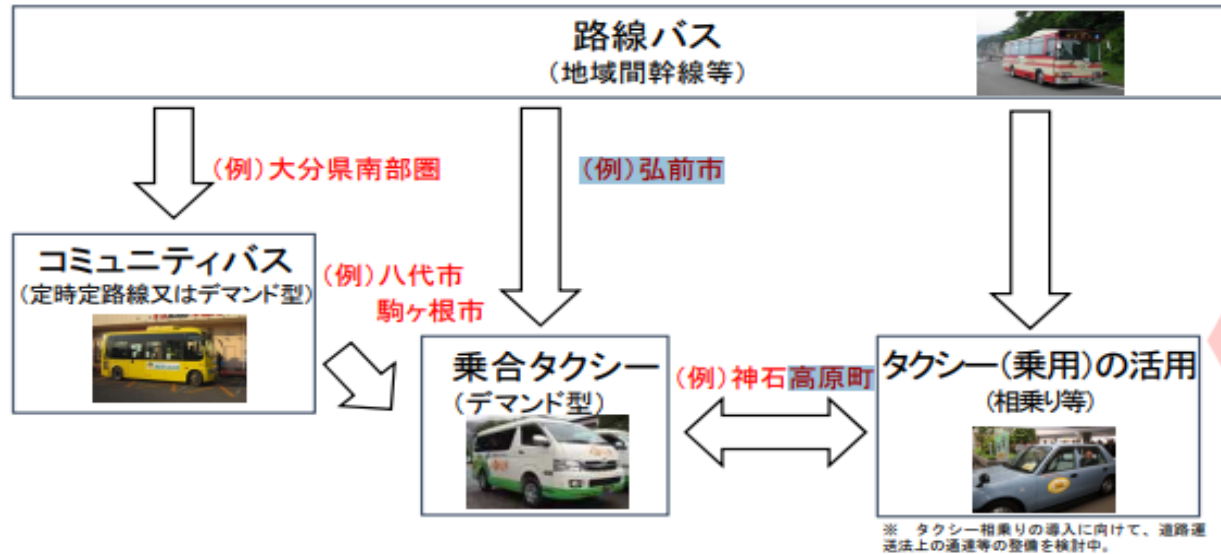 路線バス
(地域間幹線等)
(例)大分県南部圏
(例)弘前市
コミュニティバス
(定時定路線又はデマンド型)
(例)八代市
駒ヶ根市
乗合タクシー
(デマンド型)
(例)神石高原町
タクシー(乗用)の活用
(相乗り等)
※ タクシー相乗りの導入に向けて、道路運
送法上の通達等の整備を検討中。